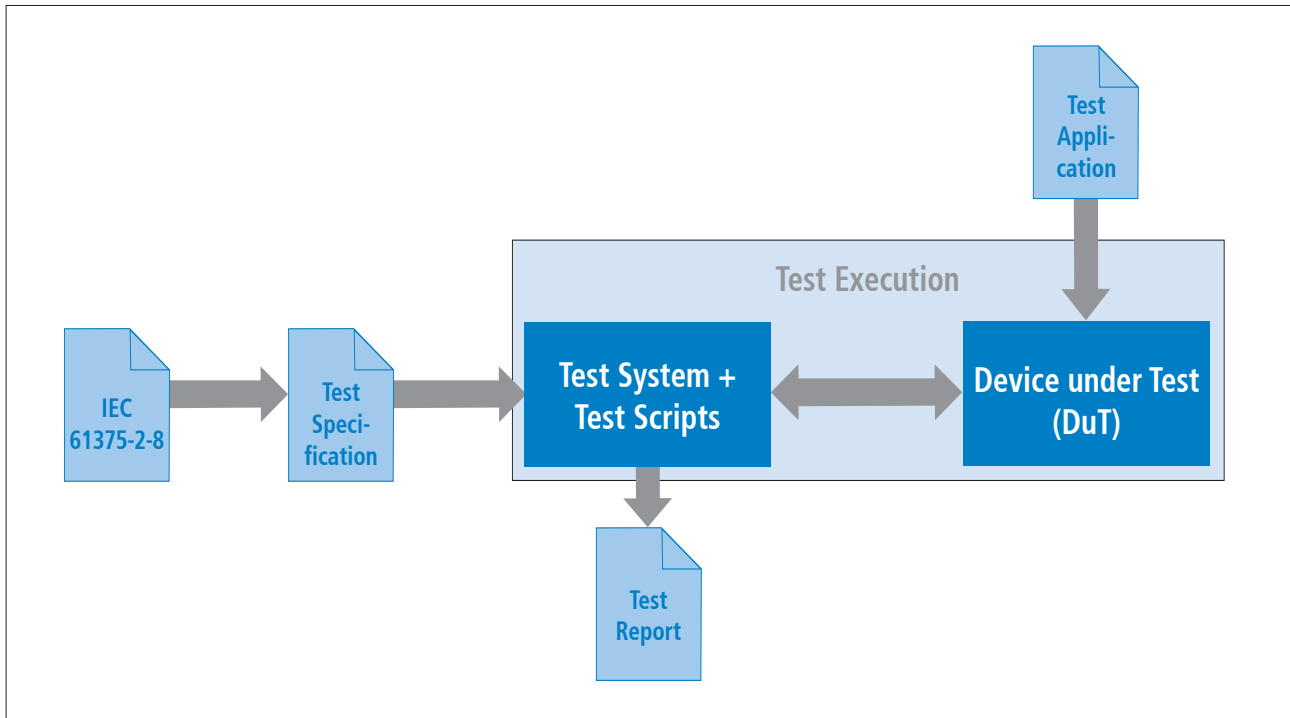 Test
Appli-
cation
Test Execution
IEC
61375-2-8
Test
Speci-
fication
Test System +
Test Scripts
Device under Test
(DuT)
Test
Report